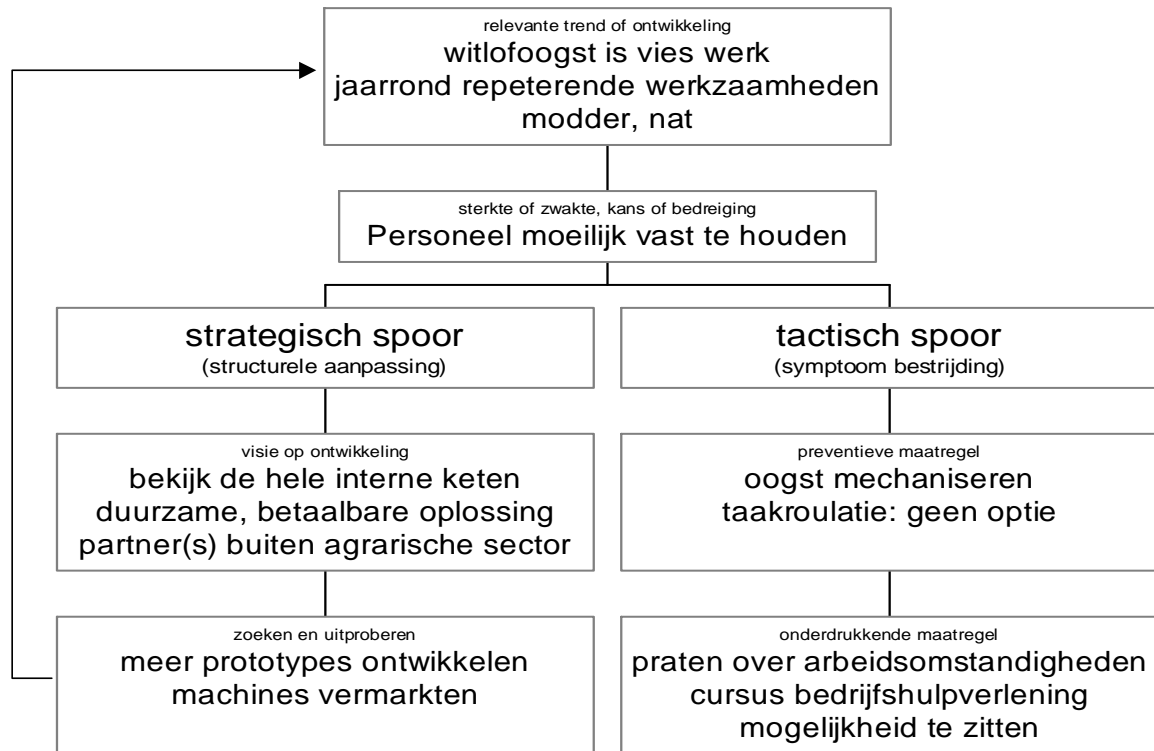 relevante trend of ontwikkeling
witlofoogst is vies werk
jaarrond repeterende werkzaamheden
modder, nat
sterkte of zwakte, kans of bedreiging
Personeel moeilijk vast te houden
strategisch spoor
(structurele aanpassing)
tactisch spoor
(symptoom bestrijding)
visie op ontwikkeling
bekijk de hele interne keten
duurzame, betaalbare oplossing
partner(s) buiten agrarische sector
preventieve maatregel
oogst mechaniseren
taakroulatie: geen optie
zoeken en uitproberen
meer prototypes ontwikkelen
machines vermarkten
onderdrukkende maatregel
praten over arbeidsomstandigheden
cursus bedrijfshulpverlening
mogelijkheid te zitten